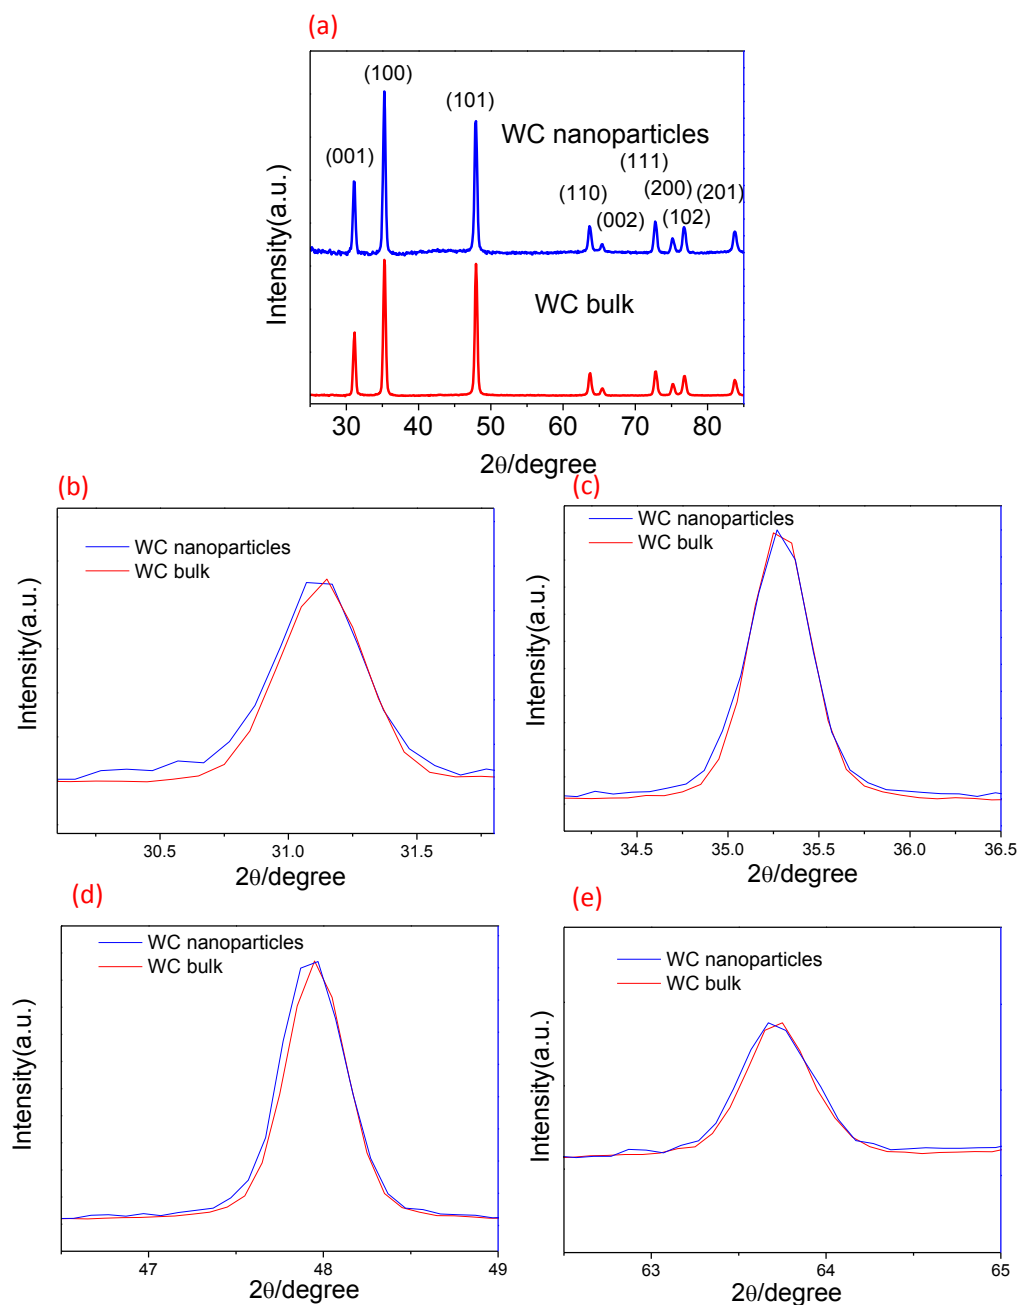 (a)
(100)
(101)
WC nanoparticles
(001)
(111)
(110)
(200)
(201)
(002)
(102)
WC bulk
Intensity(a.u.)
30 40 50 60 70 80
2θ/degree
(b)
WC nanoparticles
WC bulk
Intensity(a.u.)
30.5 31.0 31.5
2θ/degree
(c)
WC nanoparticles
WC bulk
Intensity(a.u.)
34.5 35.0 35.5 36.0 36.5
2θ/degree
(d)
WC nanoparticles
WC bulk
Intensity(a.u.)
47 48 49
2θ/degree
(e)
WC nanoparticles
WC bulk
Intensity(a.u.)
63 64 65
2θ/degree